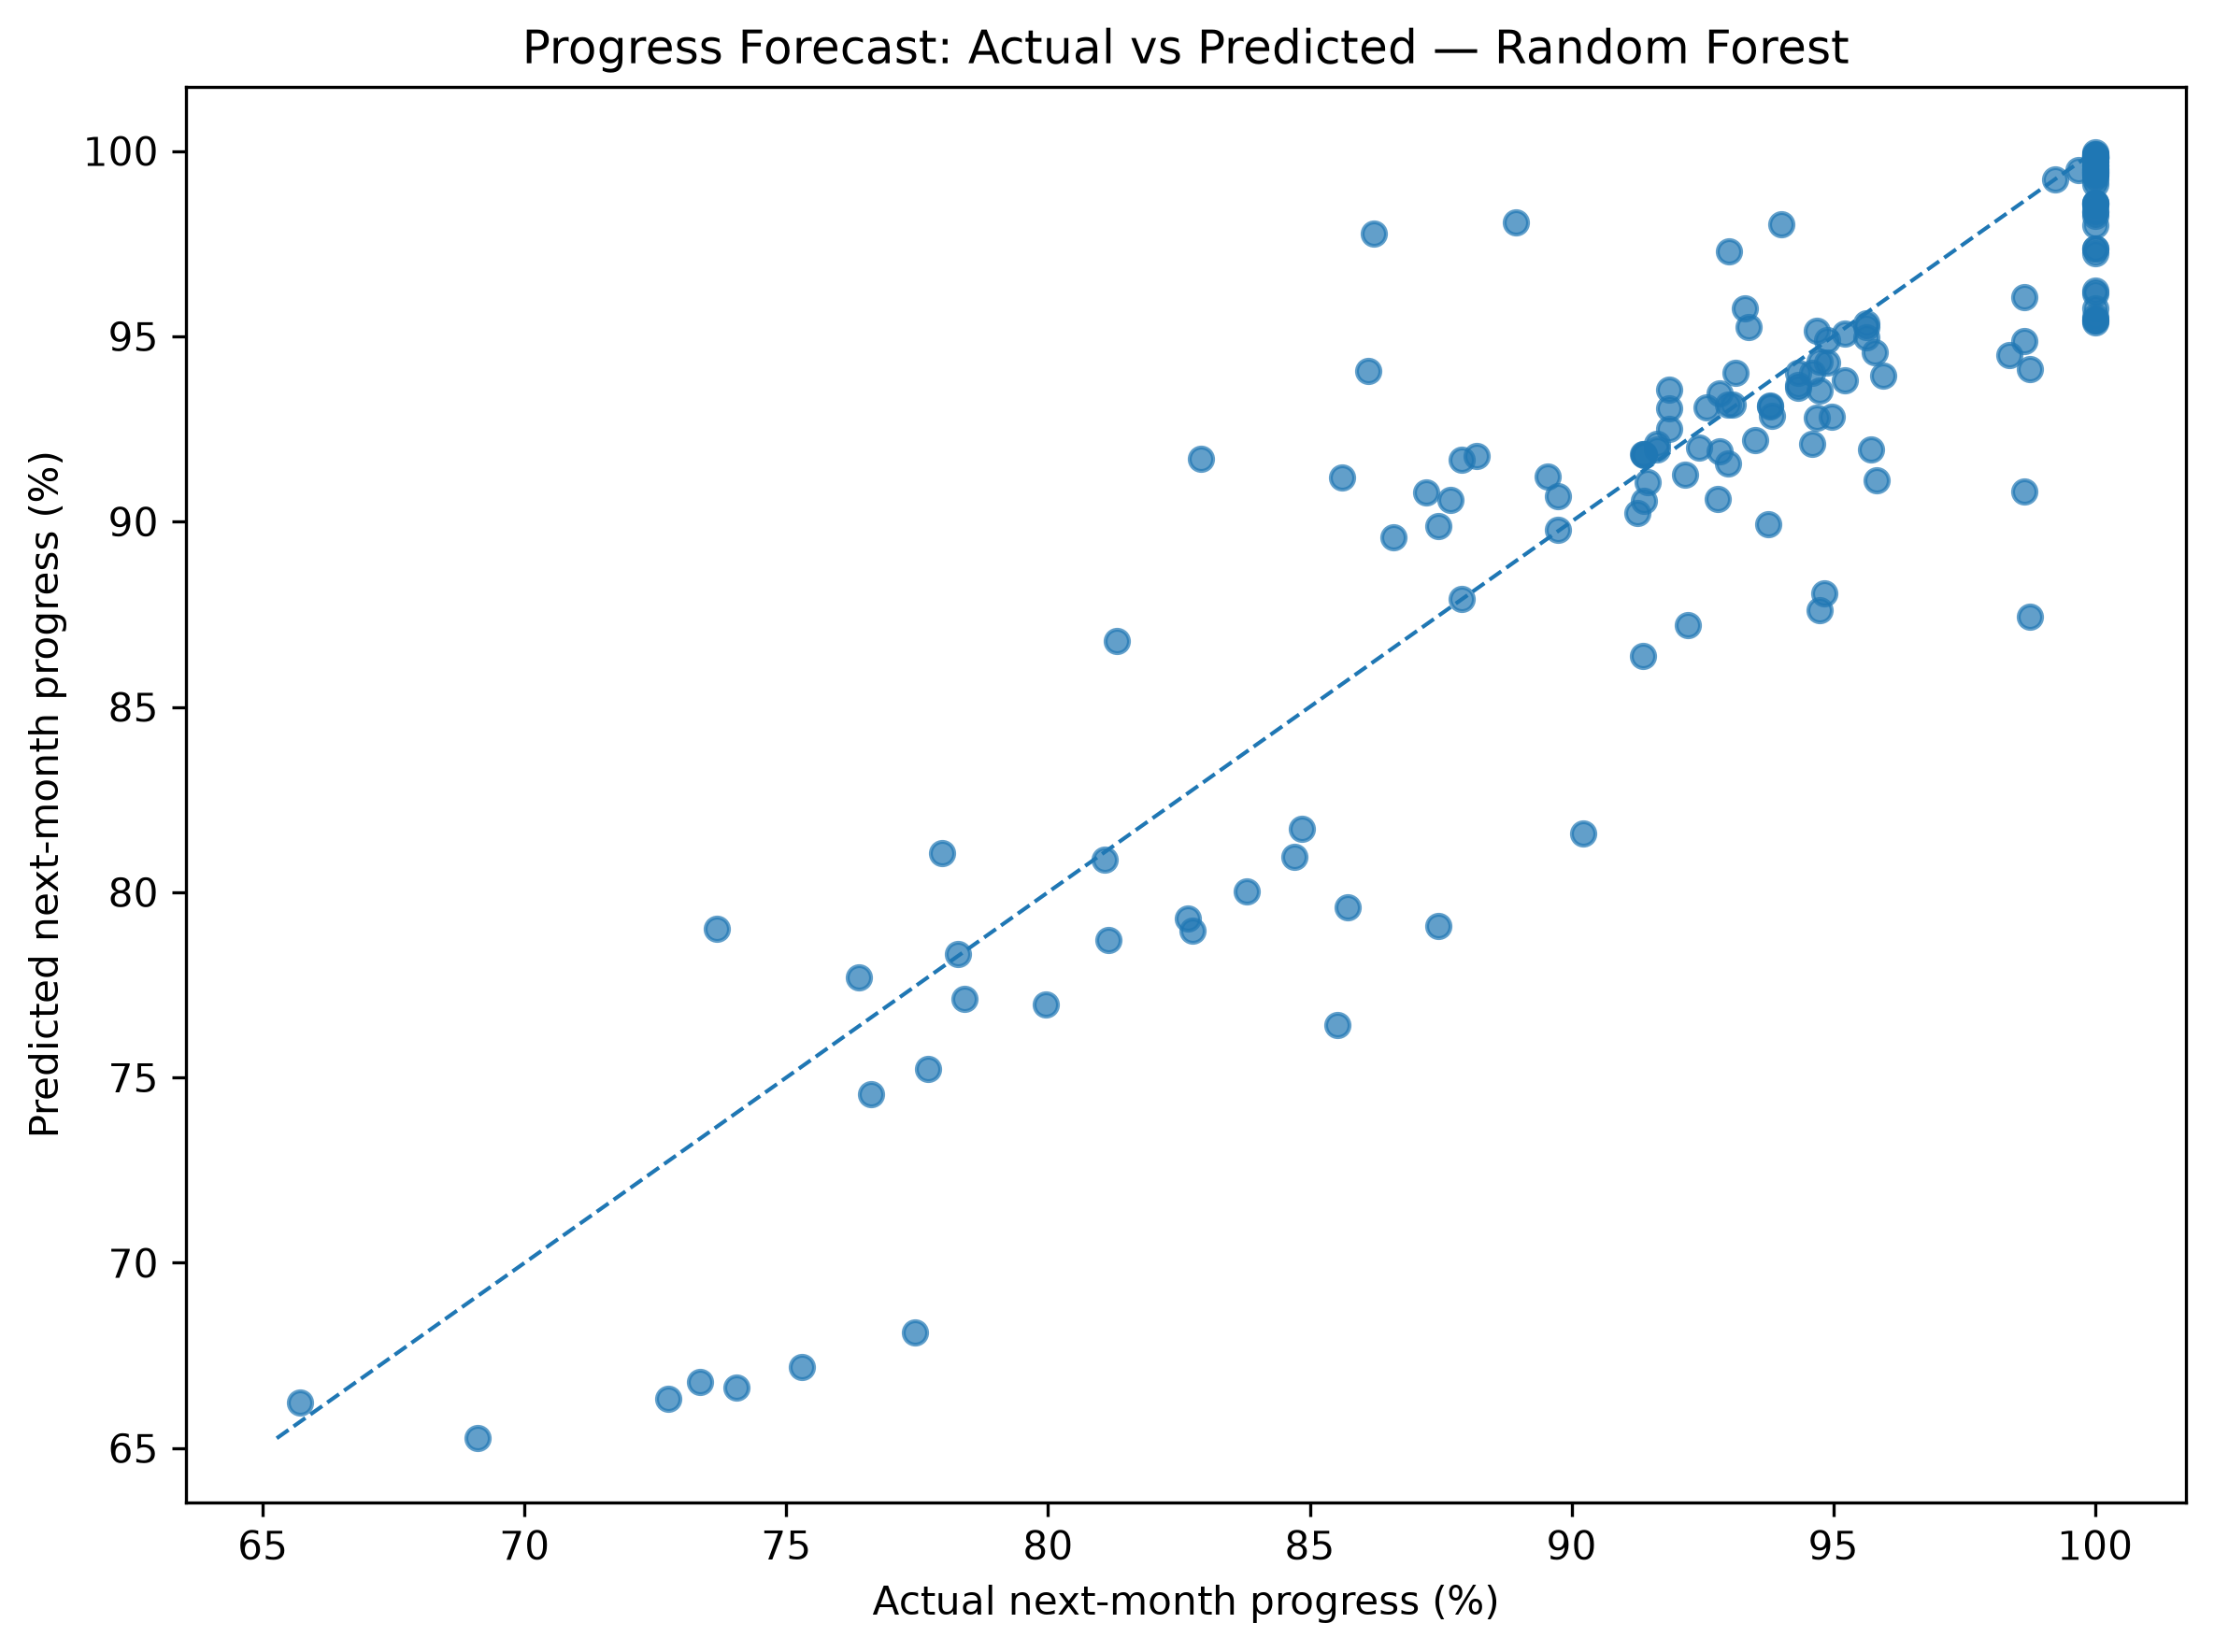 Progress Forecast: Actual vs Predicted — Random Forest
Predicted next-month progress (%)
100
95
90
85
80
75
70
65
65 70 75 80 85 90 95 100
Actual next-month progress (%)